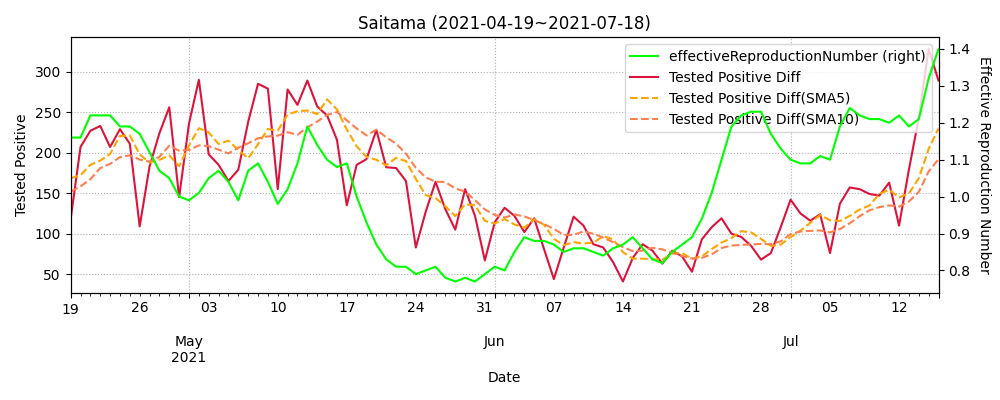 Saitama (2021-04-19~2021-07-18)
effectiveReproductionNumber (right)
Tested Positive Diff
Tested Positive Diff(SMA5)
Tested Positive Diff(SMA10)
Tested Positive
300
250
200
150
100
50
Effective Reproduction Number
1.4
1.3
1.2
1.1
1.0
0.9
0.8
19 26 03 10 17 24 31 07 14 21 28 05 12
May Jun Jul
2021
Date